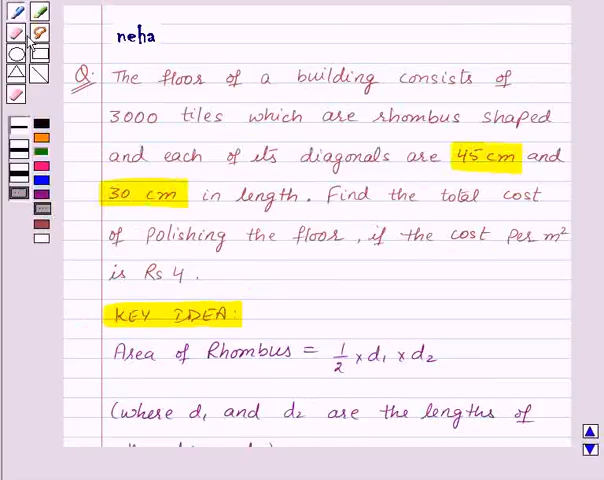 neha
Q. The floor of a building consists of
3000 tiles which are rhombus shaped
and each of its diagonals are 45 cm and
30 cm in length. Find the total cost
of polishing the floor, if the cost per m²
is Rs 4.
KEY IDEA:
Area of Rhombus = 1/2 × d₁ × d₂
(where d₁ and d₂ are the lengths of